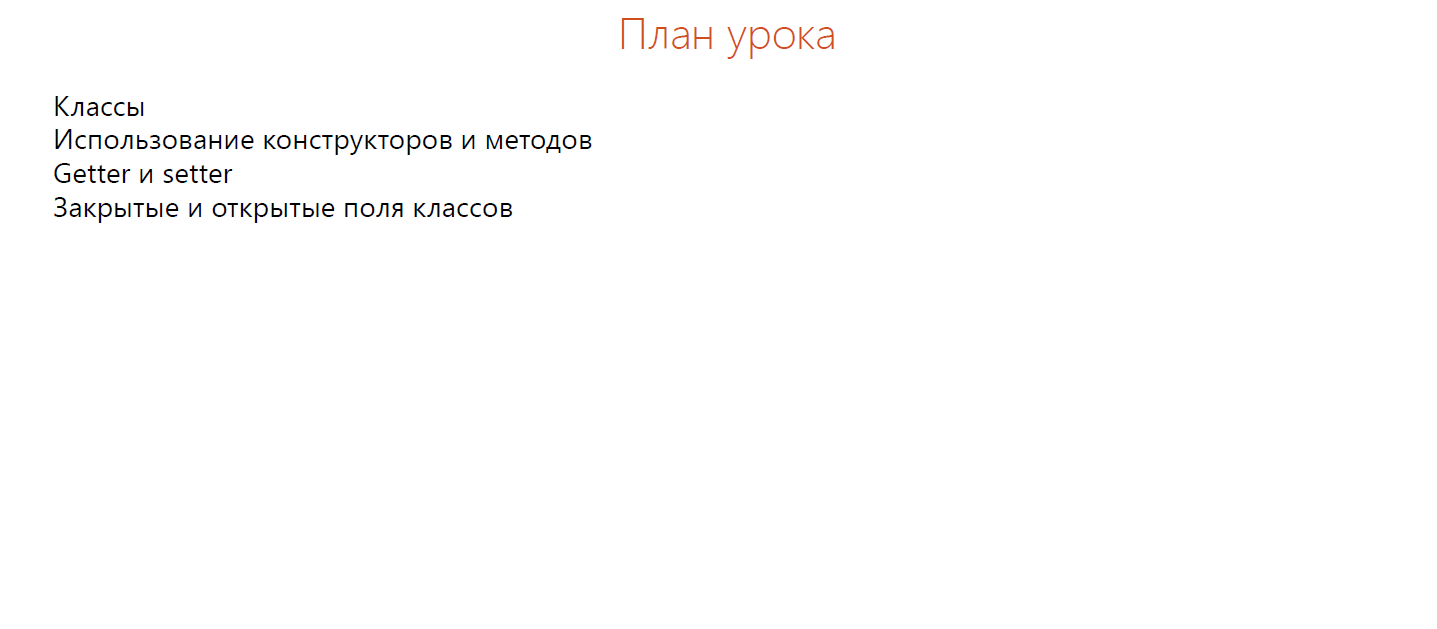 План урока
Классы
Использование конструкторов и методов
Getter и setter
Закрытые и открытые поля классов